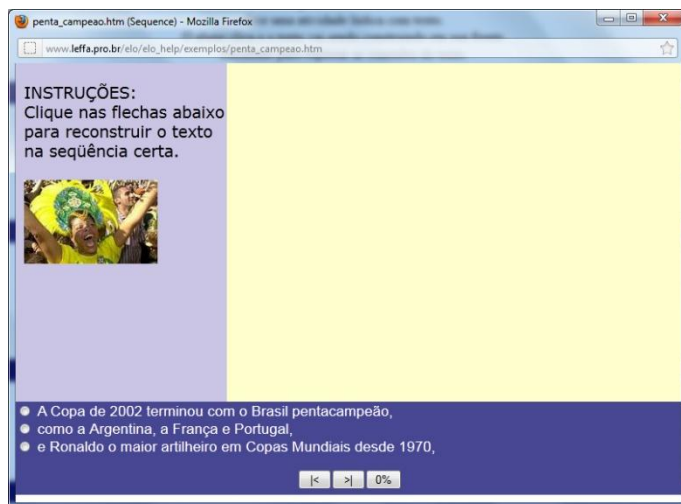 penta_campeao.htm (Sequence) - Mozilla Firefox
www.leffa.pro.br/elo/elo_help/exemplos/penta_campeao.htm
INSTRUÇÕES:
Clique nas flechas abaixo
para reconstruir o texto
na seqüência certa.
A Copa de 2002 terminou com o Brasil pentacampeão,
como a Argentina, a França e Portugal,
e Ronaldo o maior artilheiro em Copas Mundiais desde 1970,
|< >| 0%